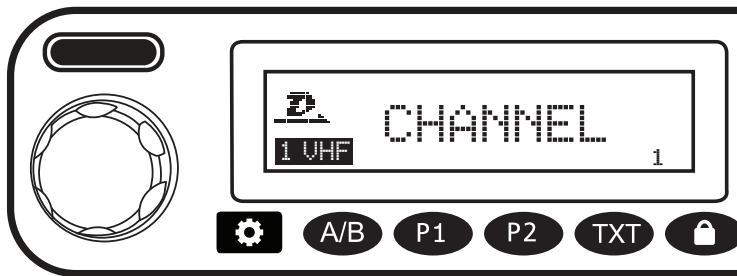 D.
CHANNEL
1 VHF
1
A/B P1 P2 TXT